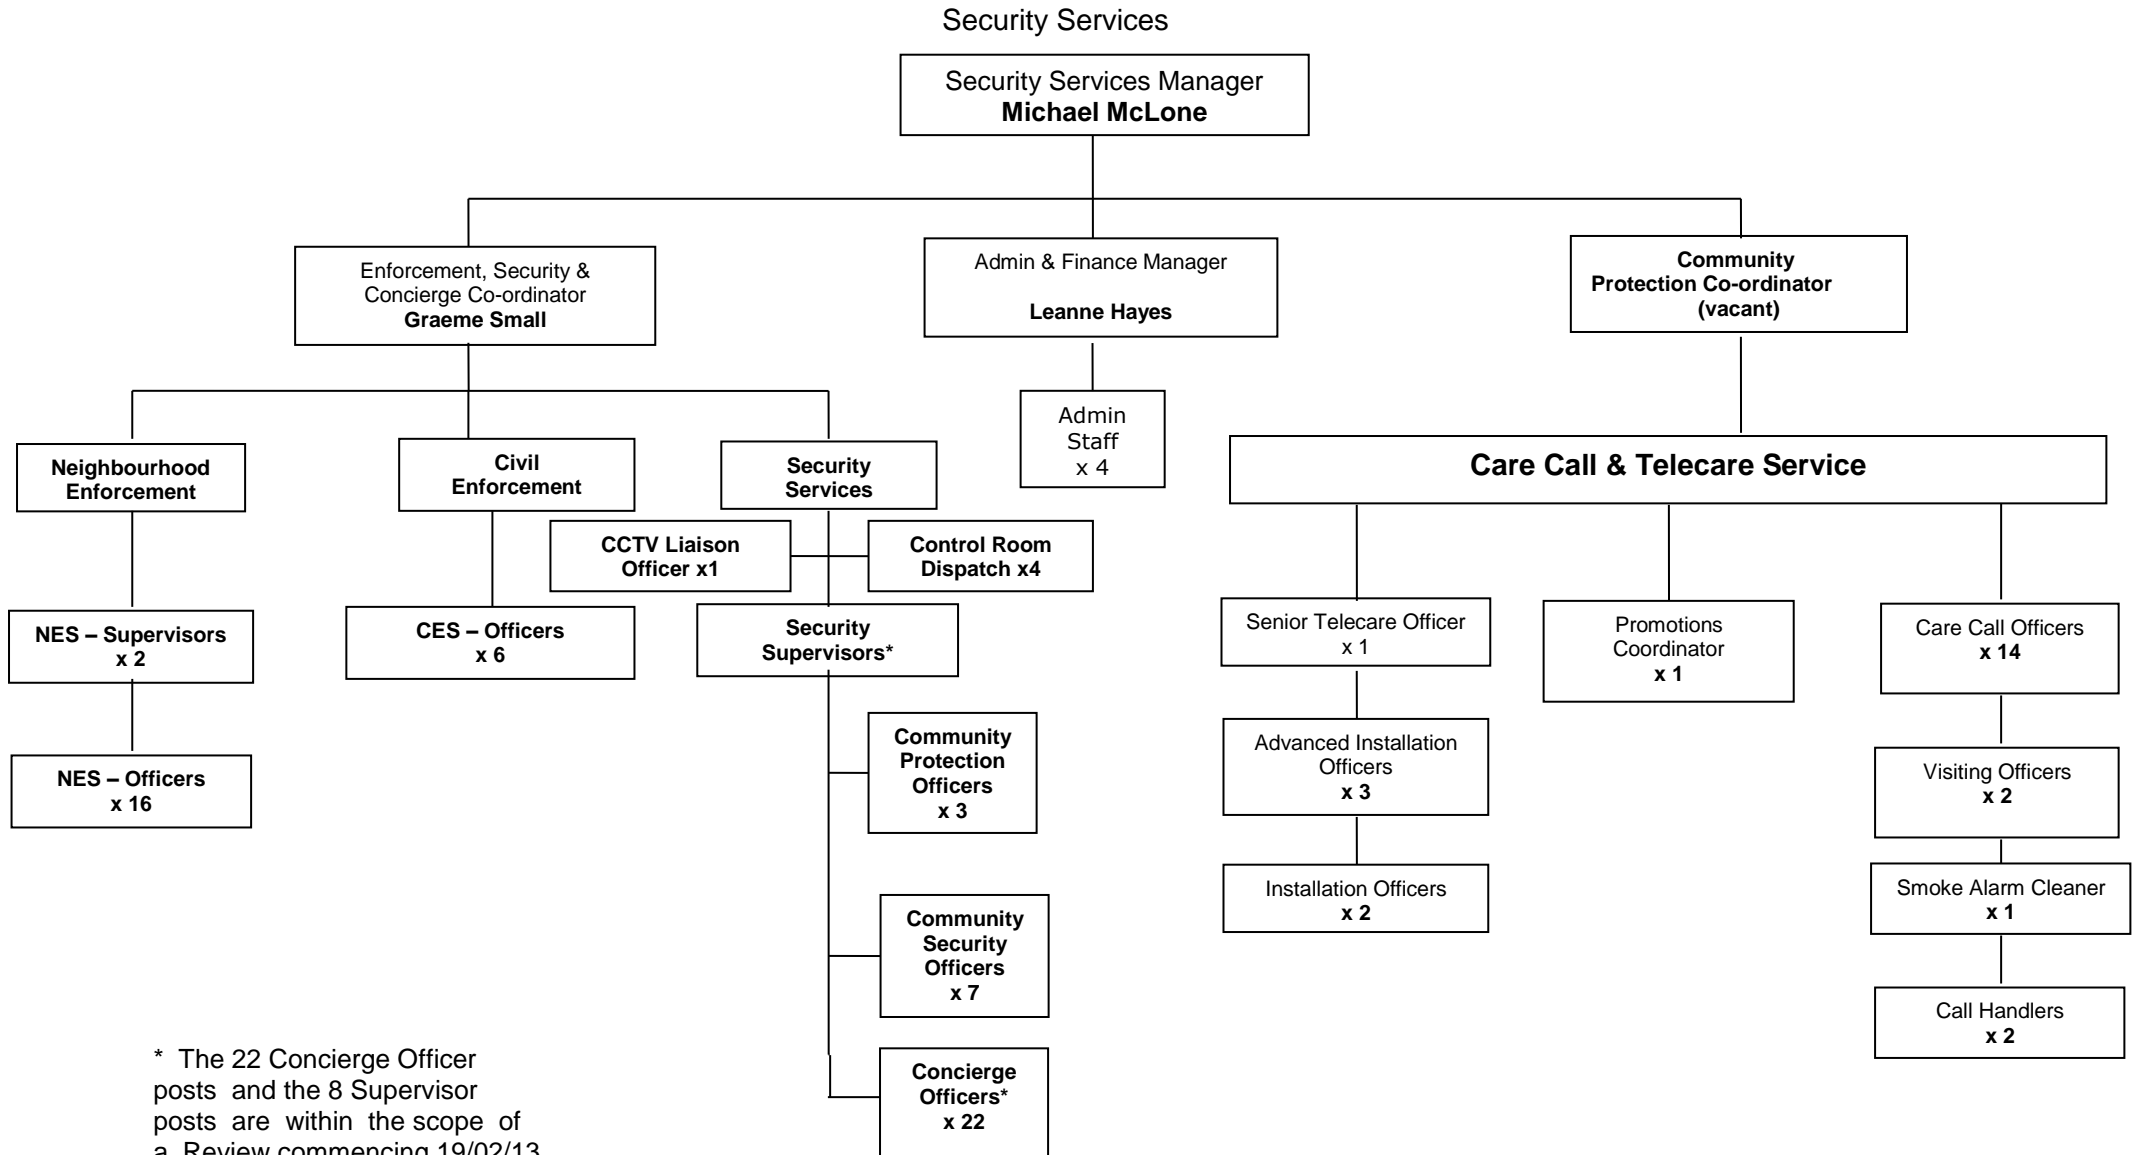 Security Services
Security Services Manager
Michael McLone
Enforcement, Security &
Concierge Co-ordinator
Graeme Small
Admin & Finance Manager
Leanne Hayes
Community
Protection Co-ordinator
(vacant)
Admin
Staff
x 4
Neighbourhood
Enforcement
Civil
Enforcement
Security
Services
Care Call & Telecare Service
CCTV Liaison
Officer x1
Control Room
Dispatch x4
NES – Supervisors
x 2
CES – Officers
x 6
Security
Supervisors*
Senior Telecare Officer
x 1
Promotions
Coordinator
x 1
Care Call Officers
x 14
NES – Officers
x 16
Community
Protection
Officers
x 3
Advanced Installation
Officers
x 3
Visiting Officers
x 2
Installation Officers
x 2
Smoke Alarm Cleaner
x 1
Community
Security
Officers
x 7
Call Handlers
x 2
Concierge
Officers*
x 22
* The 22 Concierge Officer
posts and the 8 Supervisor
posts are within the scope of
a Review commencing 19/02/13